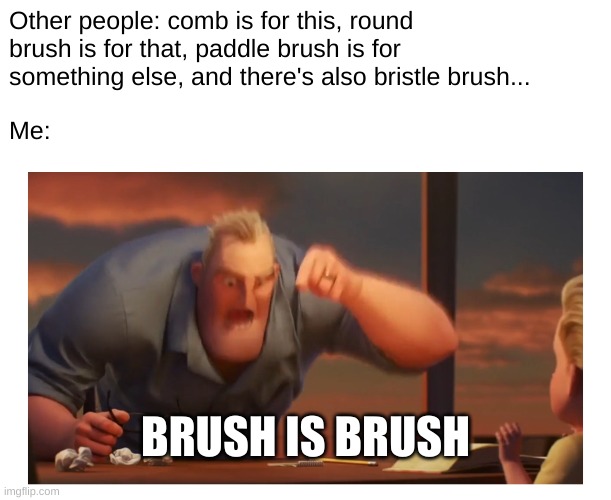 Other people: comb is for this, round
brush is for that, paddle brush is for
something else, and there's also bristle brush...
Me:
BRUSH IS BRUSH
imgflip.com